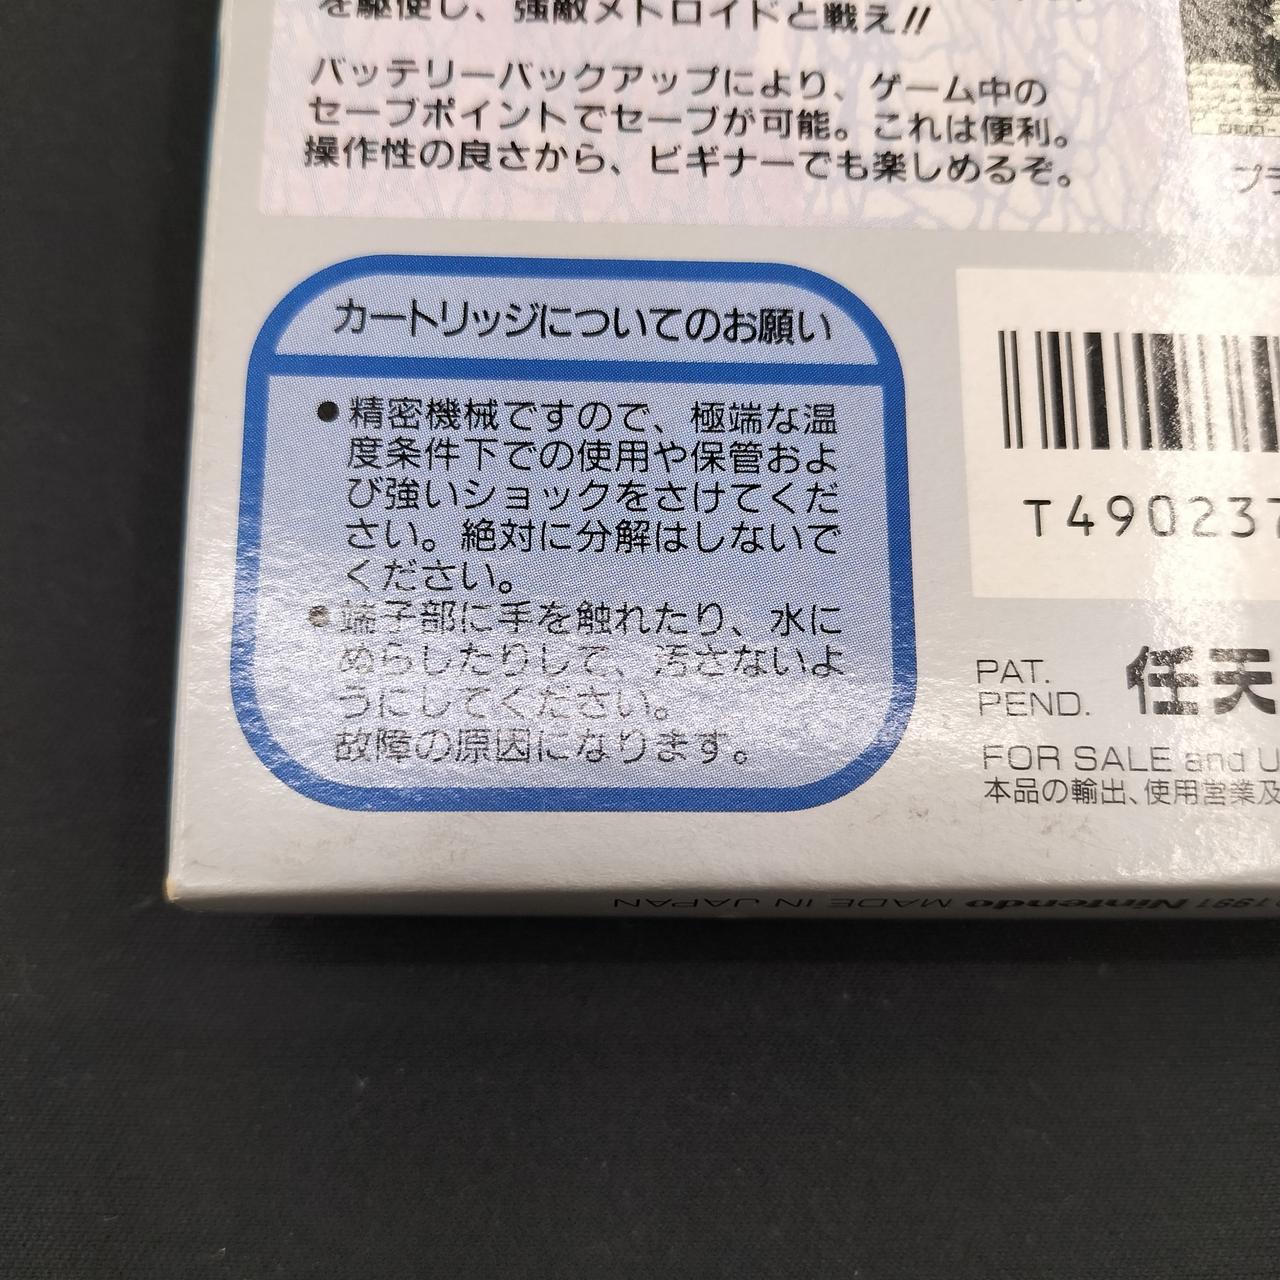 を駆使し、強敵メトロイドと戦え!!
バッテリーバックアップにより、ゲーム中の
セーブポイントでセーブが可能。これは便利。
操作性の良さから、ビギナーでも楽しめるぞ。
プラ
カートリッジについてのお願い
●精密機械ですので、極端な温
度条件下での使用や保管およ
び強いショックをさけてくだ
さい。絶対に分解はしないで
ください。
●端子部に手を触れたり、水に
ぬらしたりして、汚さないよ
うにしてください。
故障の原因になります。
T490237
PAT.
PEND.
任天
FOR SALE and U
本品の輸出、使用営業及
1991 Nintendo MADE IN JAPAN